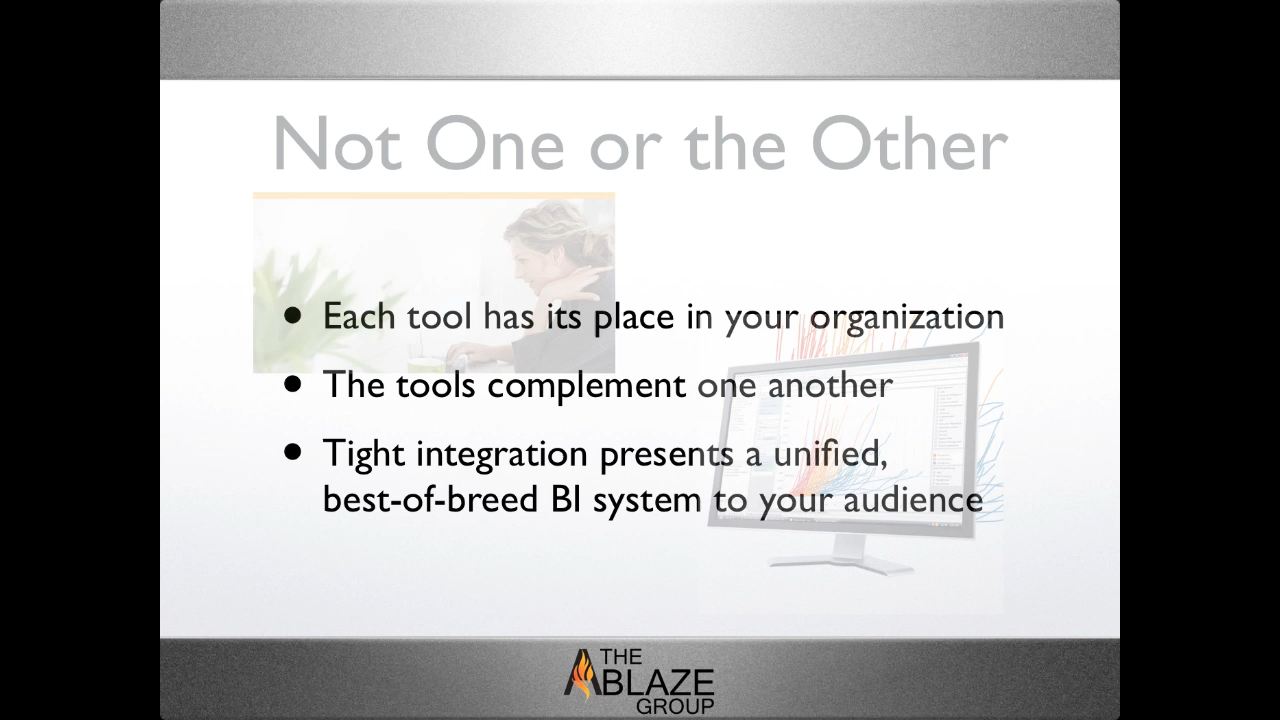 Not One or the Other
• Each tool has its place in your organization
• The tools complement one another
• Tight integration presents a unified,
best-of-breed BI system to your audience
THE
ABLAZE
GROUP